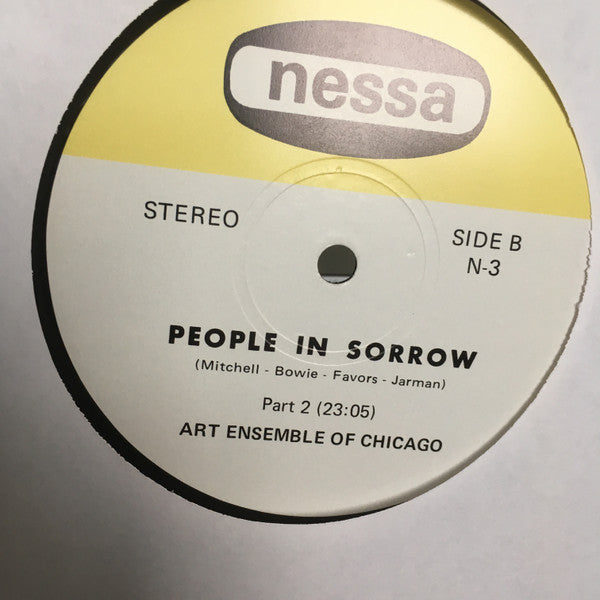 nessa
STEREO
SIDE B
N-3
PEOPLE IN SORROW
(Mitchell - Bowie - Favors - Jarman)
Part 2 (23:05)
ART ENSEMBLE OF CHICAGO